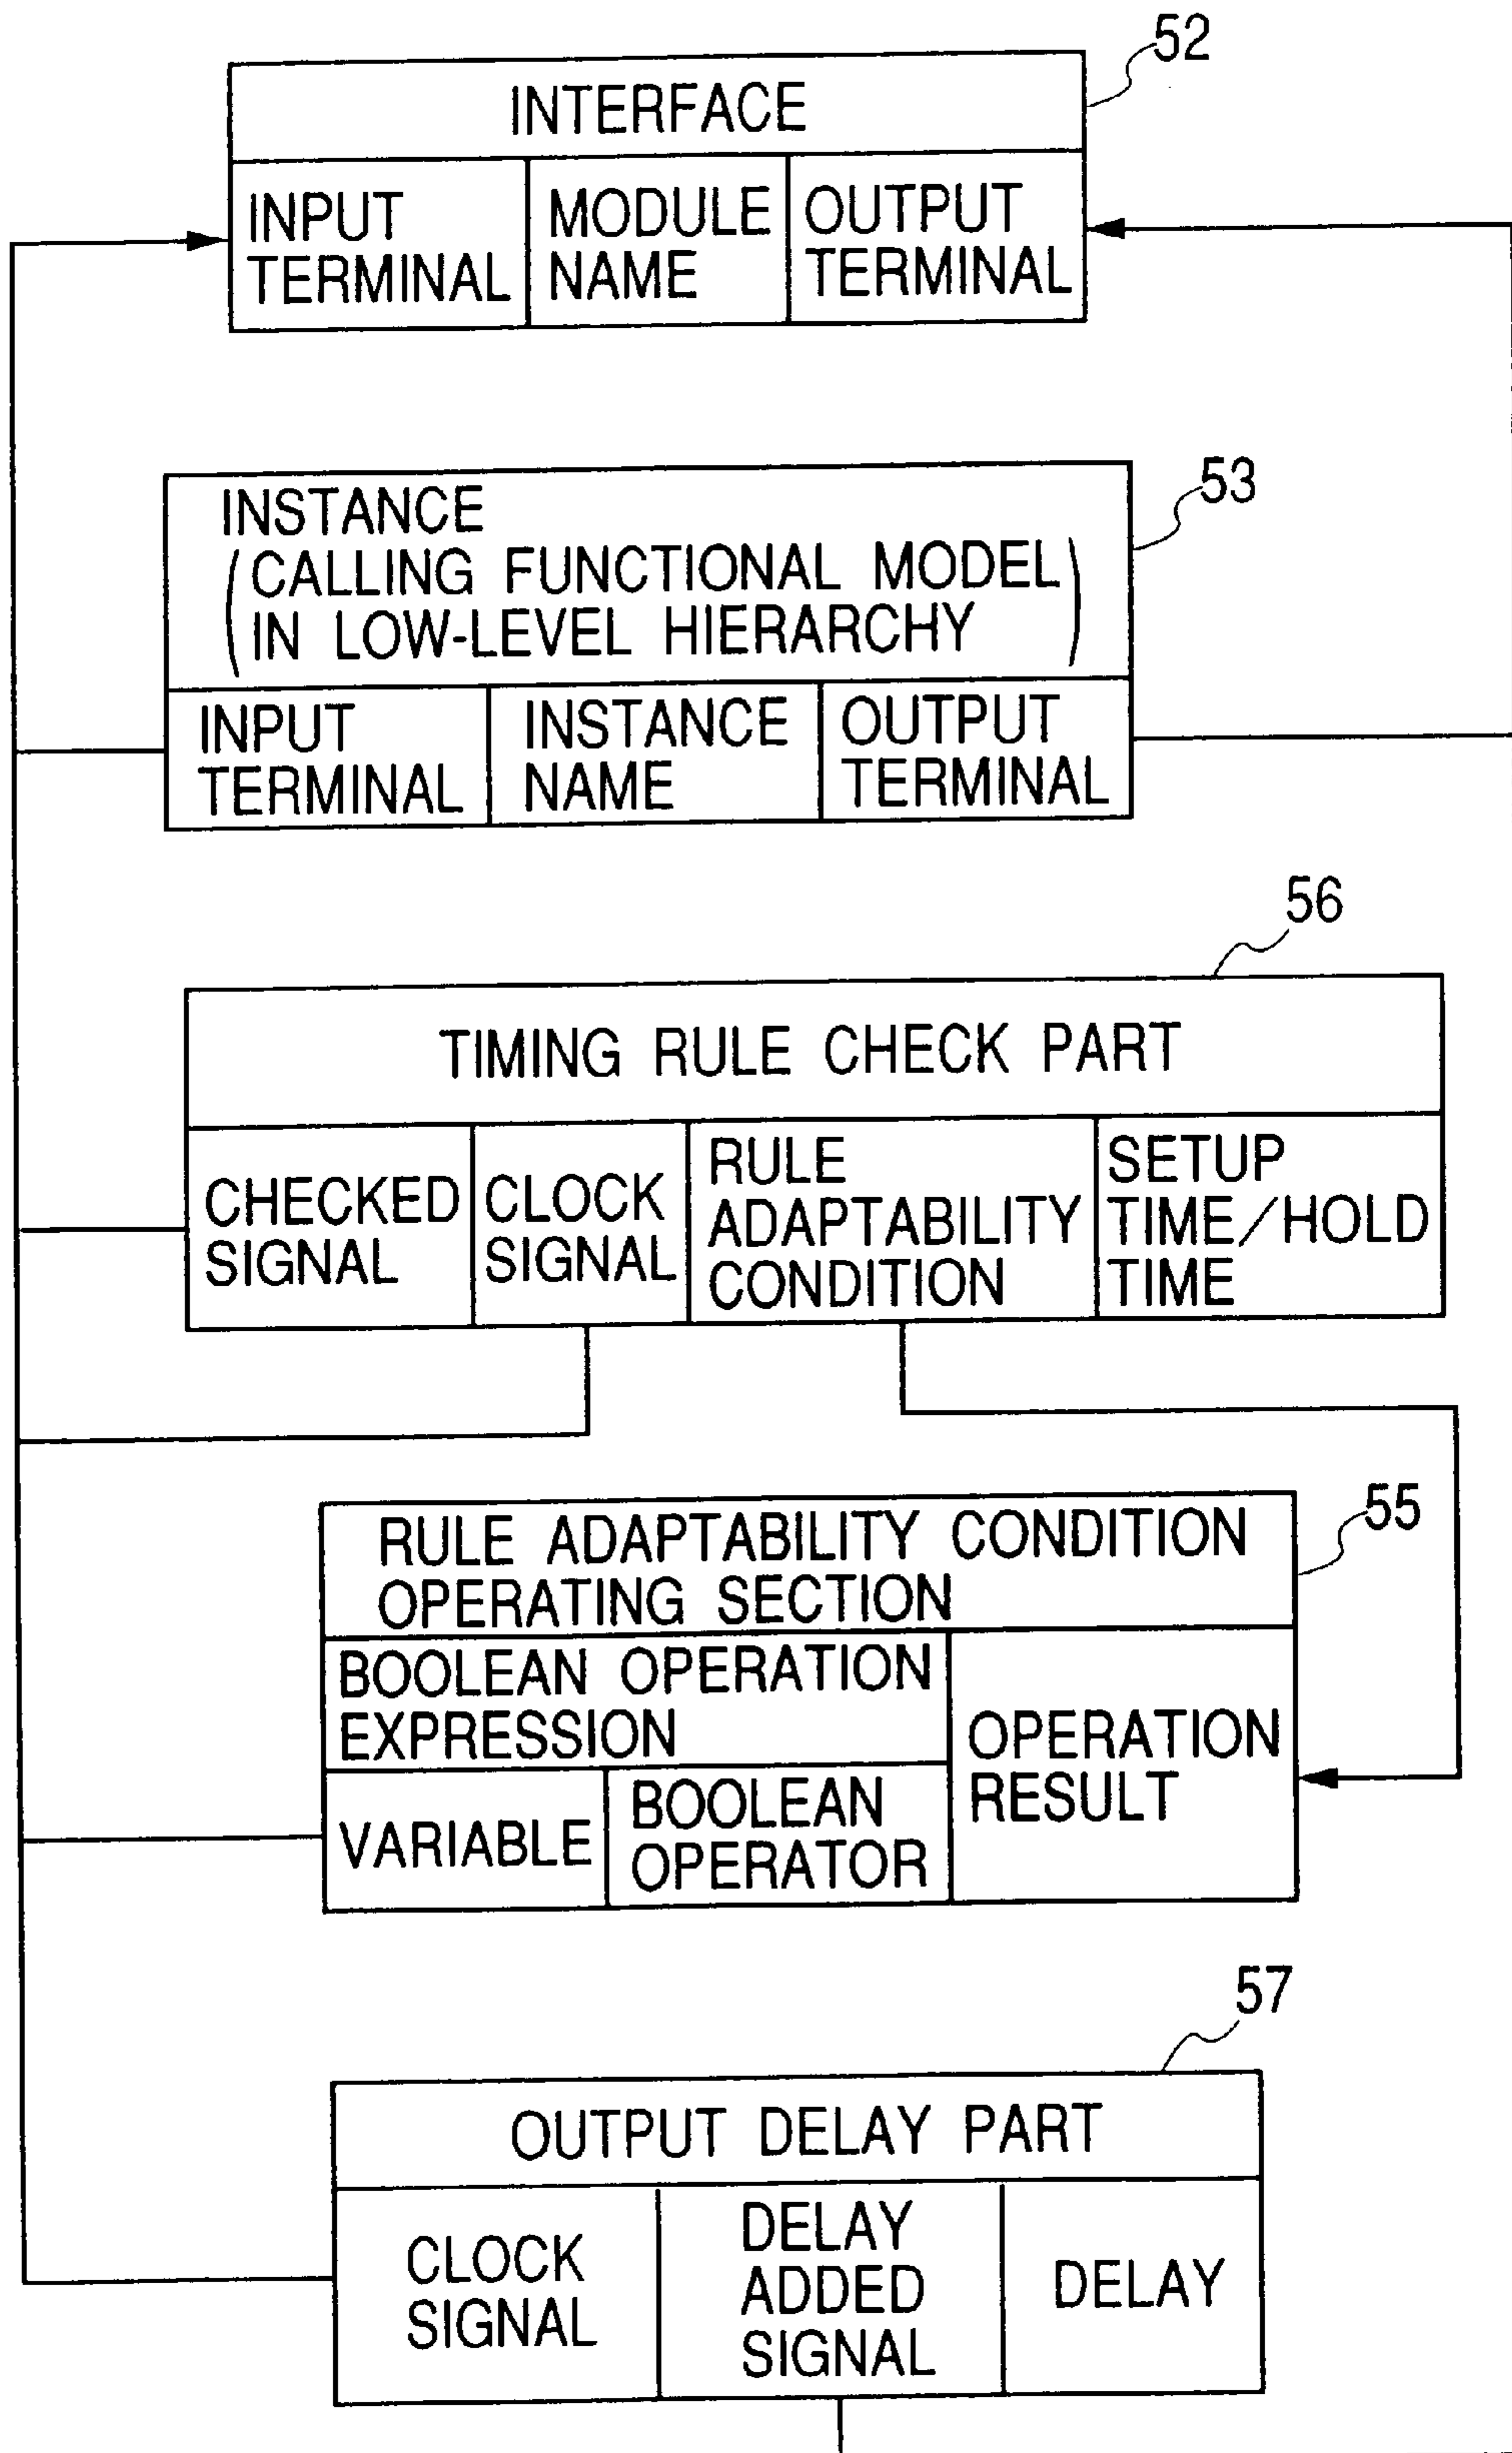 52
INTERFACE
INPUT
TERMINAL
MODULE
NAME
OUTPUT
TERMINAL
53
INSTANCE
(CALLING FUNCTIONAL MODEL
IN LOW-LEVEL HIERARCHY)
INPUT
TERMINAL
INSTANCE
NAME
OUTPUT
TERMINAL
56
TIMING RULE CHECK PART
CHECKED
SIGNAL
CLOCK
SIGNAL
RULE
ADAPTABILITY
CONDITION
SETUP
TIME/HOLD
TIME
55
RULE ADAPTABILITY CONDITION
OPERATING SECTION
BOOLEAN OPERATION
EXPRESSION
VARIABLE
BOOLEAN
OPERATOR
OPERATION
RESULT
57
OUTPUT DELAY PART
CLOCK
SIGNAL
DELAY
ADDED
SIGNAL
DELAY